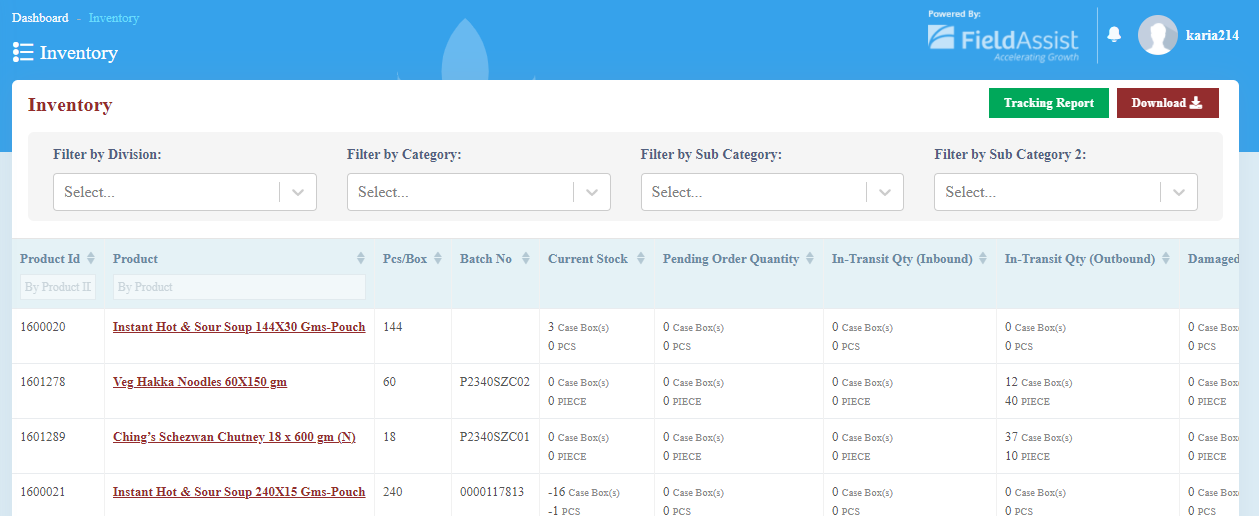 Dashboard - Inventory
Powered By:
FieldAssist
Accelerating Growth
karia214
Inventory
Inventory
Tracking Report
Download
Filter by Division:
Filter by Category:
Filter by Sub Category:
Filter by Sub Category 2:
Select...
Select...
Select...
Select...
Product Id Product Pcs/Box Batch No Current Stock Pending Order Quantity In-Transit Qty (Inbound) In-Transit Qty (Outbound) Damaged
By Product ID By Product
1600020 Instant Hot & Sour Soup 144X30 Gms-Pouch 144 3 Case Box(s) 0 Case Box(s) 0 Case Box(s) 0 Case Box(s) 0 Case Box(s)
0 PCS 0 PCS 0 PCS 0 PCS 0 PCS
1601278 Veg Hakka Noodles 60X150 gm 60 P2340SZC02 0 Case Box(s) 0 Case Box(s) 0 Case Box(s) 12 Case Box(s) 0 Case Box(s)
0 PIECE 0 PIECE 0 PIECE 40 PIECE 0 PIECE
1601289 Ching’s Schezwan Chutney 18 x 600 gm (N) 18 P2340SZC01 0 Case Box(s) 0 Case Box(s) 0 Case Box(s) 37 Case Box(s) 0 Case Box(s)
0 PIECE 0 PIECE 0 PIECE 10 PIECE 0 PIECE
1600021 Instant Hot & Sour Soup 240X15 Gms-Pouch 240 0000117813 -16 Case Box(s) 0 Case Box(s) 0 Case Box(s) 0 Case Box(s) 0 Case Box(s)
-1 PCS 0 PCS 0 PCS 0 PCS 0 PCS